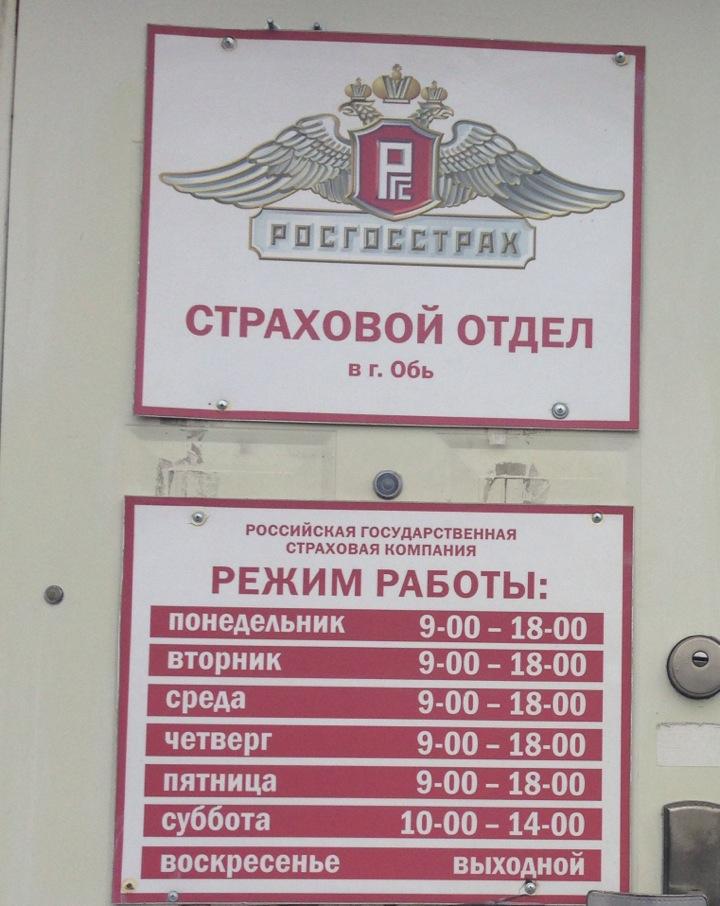 РГС
РОСГОССТРАХ
СТРАХОВОЙ ОТДЕЛ
в г. Обь
РОССИЙСКАЯ ГОСУДАРСТВЕННАЯ
СТРАХОВАЯ КОМПАНИЯ
РЕЖИМ РАБОТЫ:
понедельник 9-00 – 18-00
вторник 9-00 – 18-00
среда 9-00 – 18-00
четверг 9-00 – 18-00
пятница 9-00 – 18-00
суббота 10-00 – 14-00
воскресенье выходной